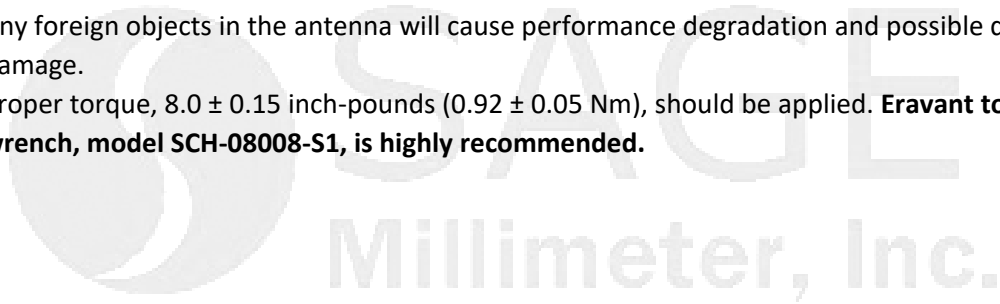 ny foreign objects in the antenna will cause performance degradation and possible
amage.
roper torque, 8.0 ± 0.15 inch-pounds (0.92 ± 0.05 Nm), should be applied. Eravant
rench, model SCH-08008-S1, is highly recommended.
SAGE
Millimeter, Inc.